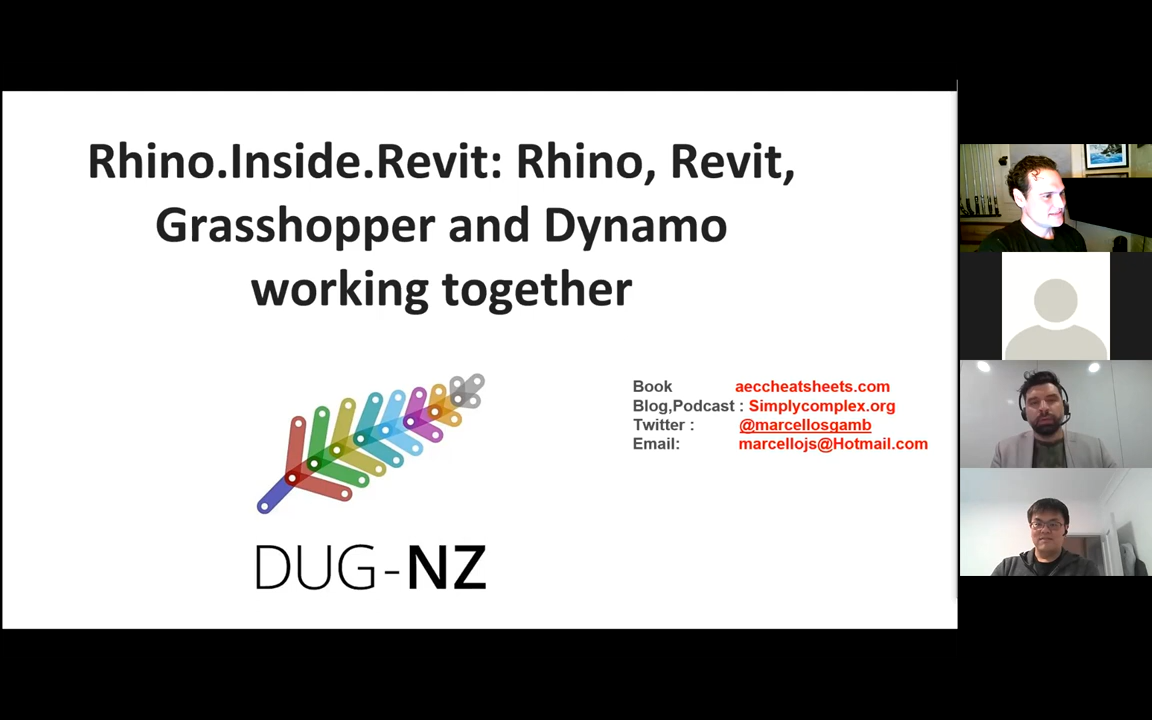 Rhino.Inside.Revit: Rhino, Revit,
Grasshopper and Dynamo
working together
Book aeccheatsheets.com
Blog,Podcast : Simplycomplex.org
Twitter : @marcellosgamb
Email: marcellojs@Hotmail.com
DUG-NZ